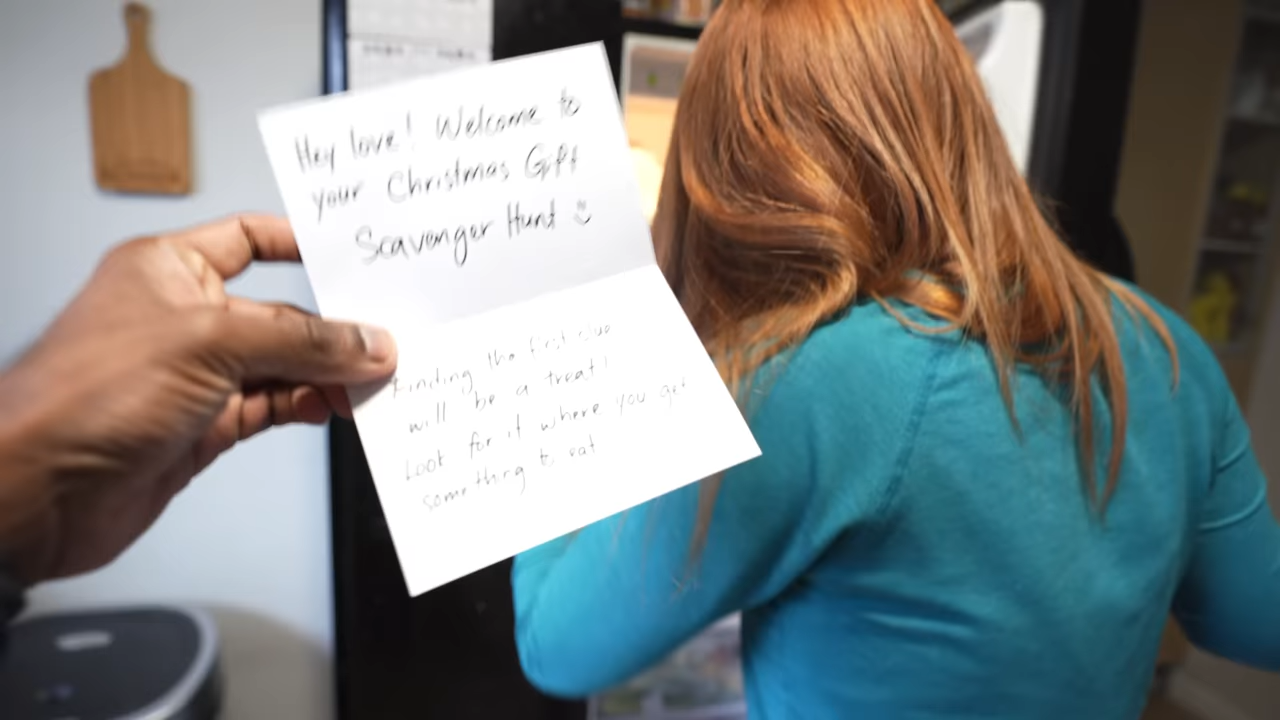 Hey love! Welcome to
your Christmas Gift
Scavenger Hunt
Finding the first clue
will be a treat!
Look for it where you get
something to eat